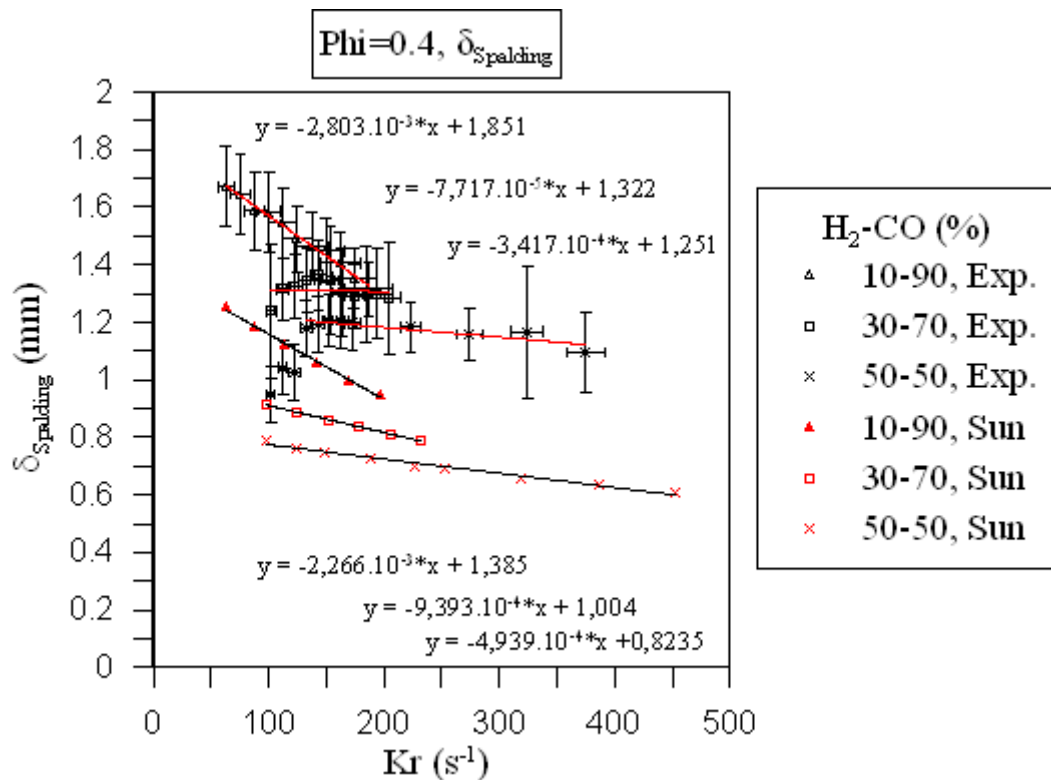 Phi=0.4, δSpalding
2
1.8
1.6
1.4
1.2
1
0.8
0.6
0.4
0.2
0
δSpalding (mm)
y = -2,803.10⁻³*x + 1,851
y = -7,717.10⁻⁵*x + 1,322
y = -3,417.10⁻⁴*x + 1,251
y = -2,266.10⁻³*x + 1,385
y = -9,393.10⁻⁴*x + 1,004
y = -4,939.10⁻⁴*x +0,8235
0 100 200 300 400 500
Kr (s⁻¹)
H₂-CO (%)
10-90, Exp.
30-70, Exp.
50-50, Exp.
10-90, Sun
30-70, Sun
50-50, Sun